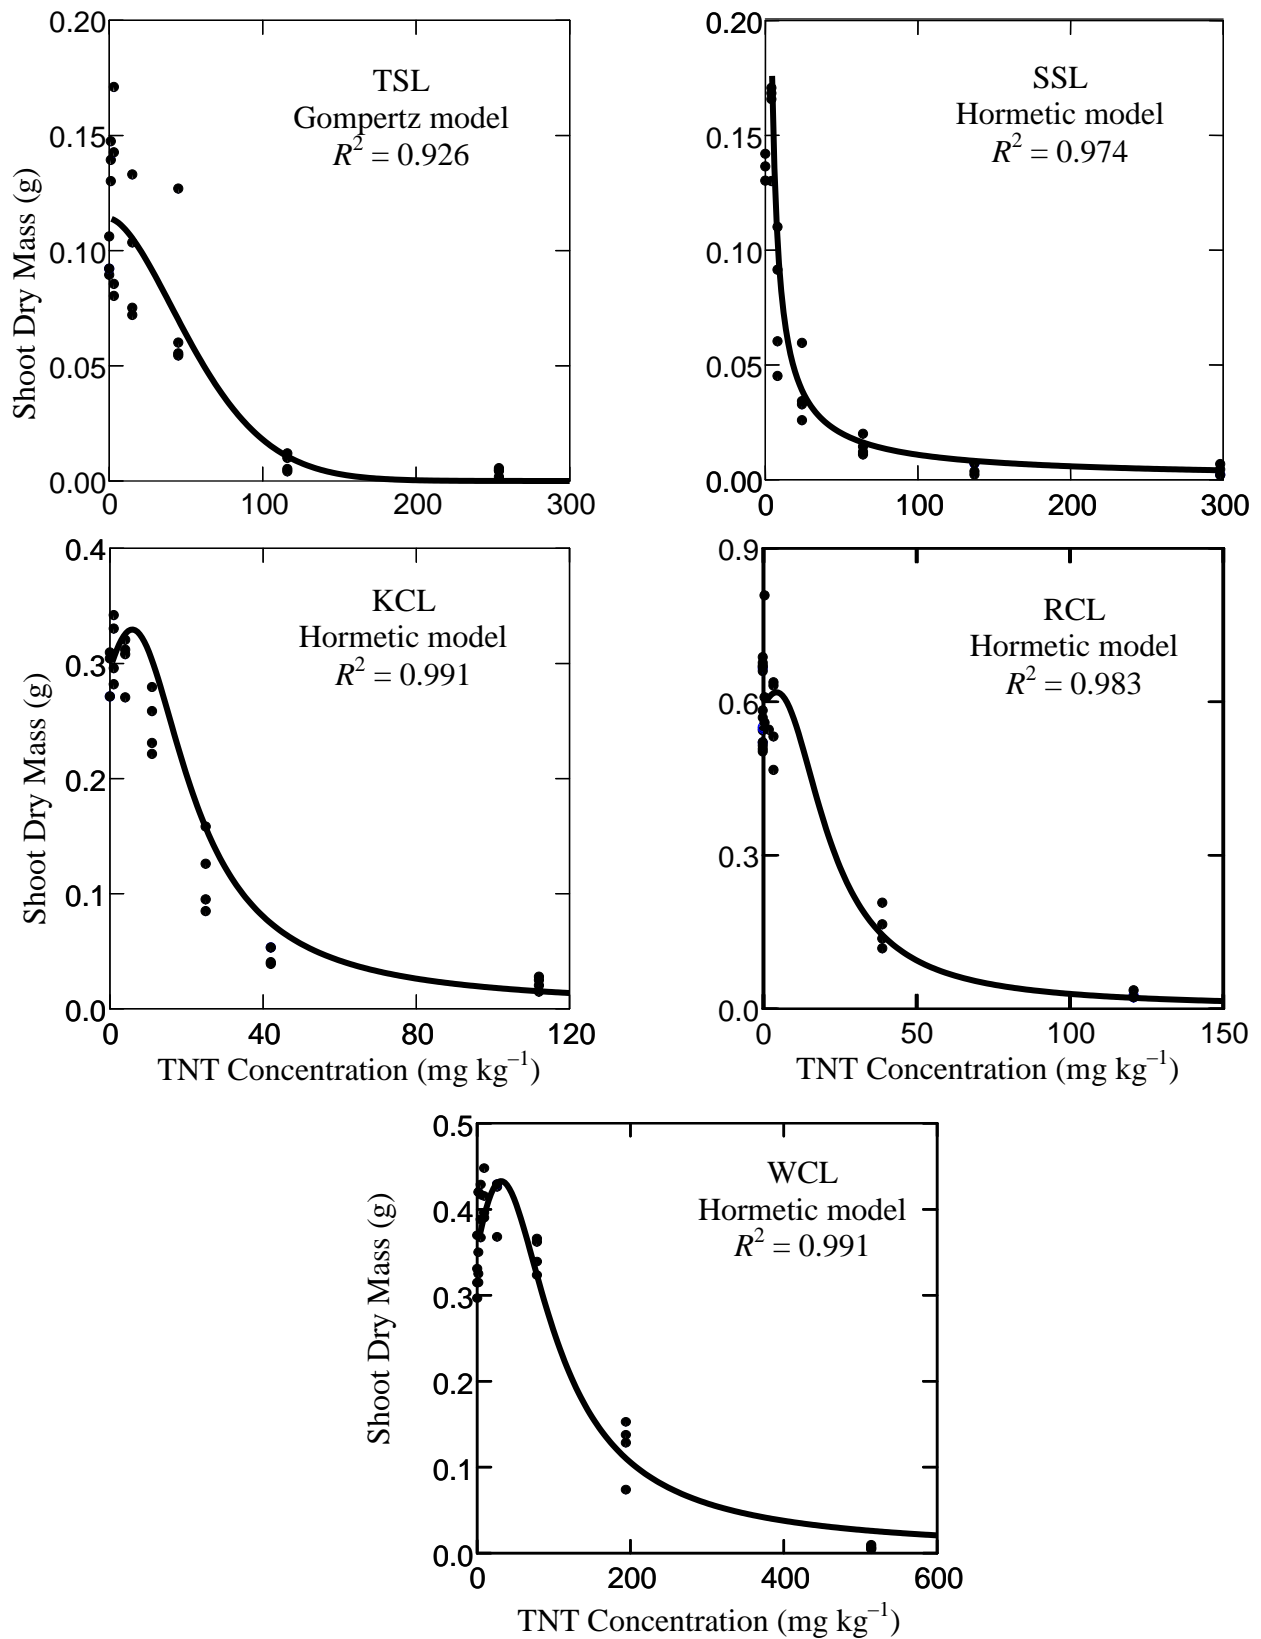 TSL
Gompertz model
R² = 0.926
Shoot Dry Mass (g)
0.20
0.15
0.10
0.05
0.00
0 100 200 300
SSL
Hormetic model
R² = 0.974
0.20
0.15
0.10
0.05
0.00
0 100 200 300
KCL
Hormetic model
R² = 0.991
Shoot Dry Mass (g)
0.4
0.3
0.2
0.1
0.0
0 40 80 120
TNT Concentration (mg kg⁻¹)
RCL
Hormetic model
R² = 0.983
0.9
0.6
0.3
0.0
0 50 100 150
TNT Concentration (mg kg⁻¹)
WCL
Hormetic model
R² = 0.991
Shoot Dry Mass (g)
0.5
0.4
0.3
0.2
0.1
0.0
0 200 400 600
TNT Concentration (mg kg⁻¹)